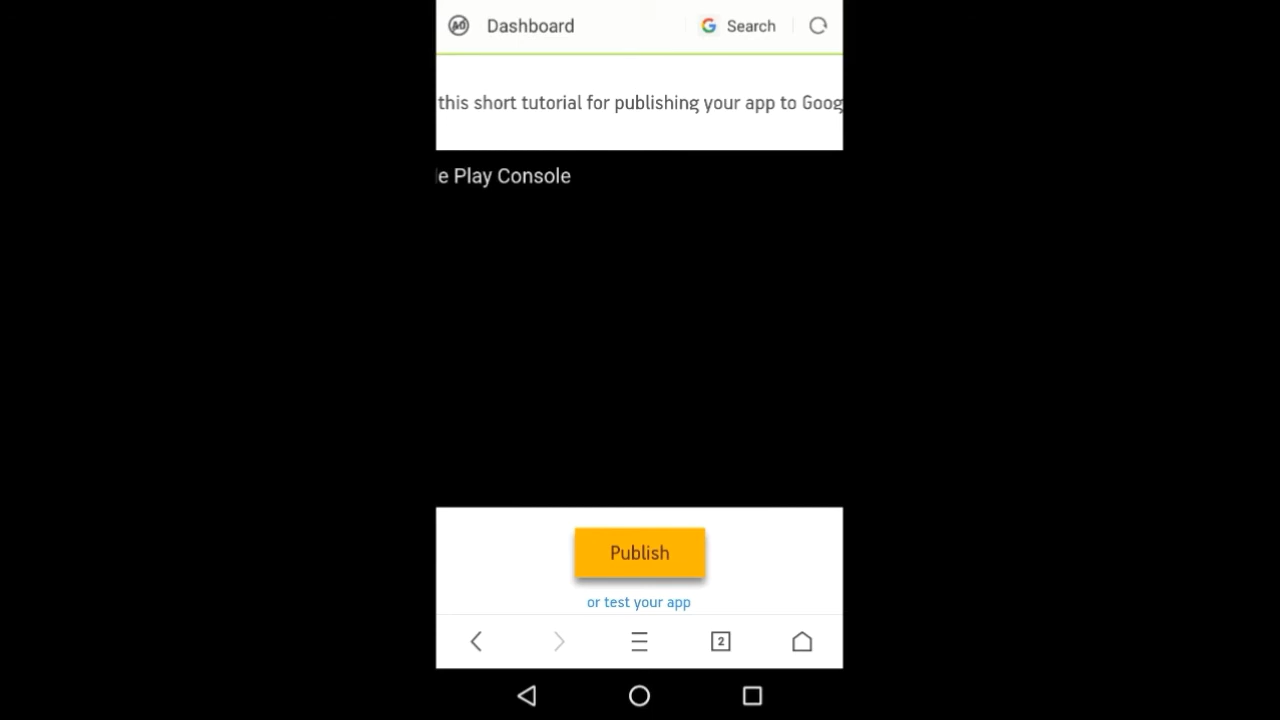 Dashboard
Search
this short tutorial for publishing your app to Goog
le Play Console
Publish
or test your app
2